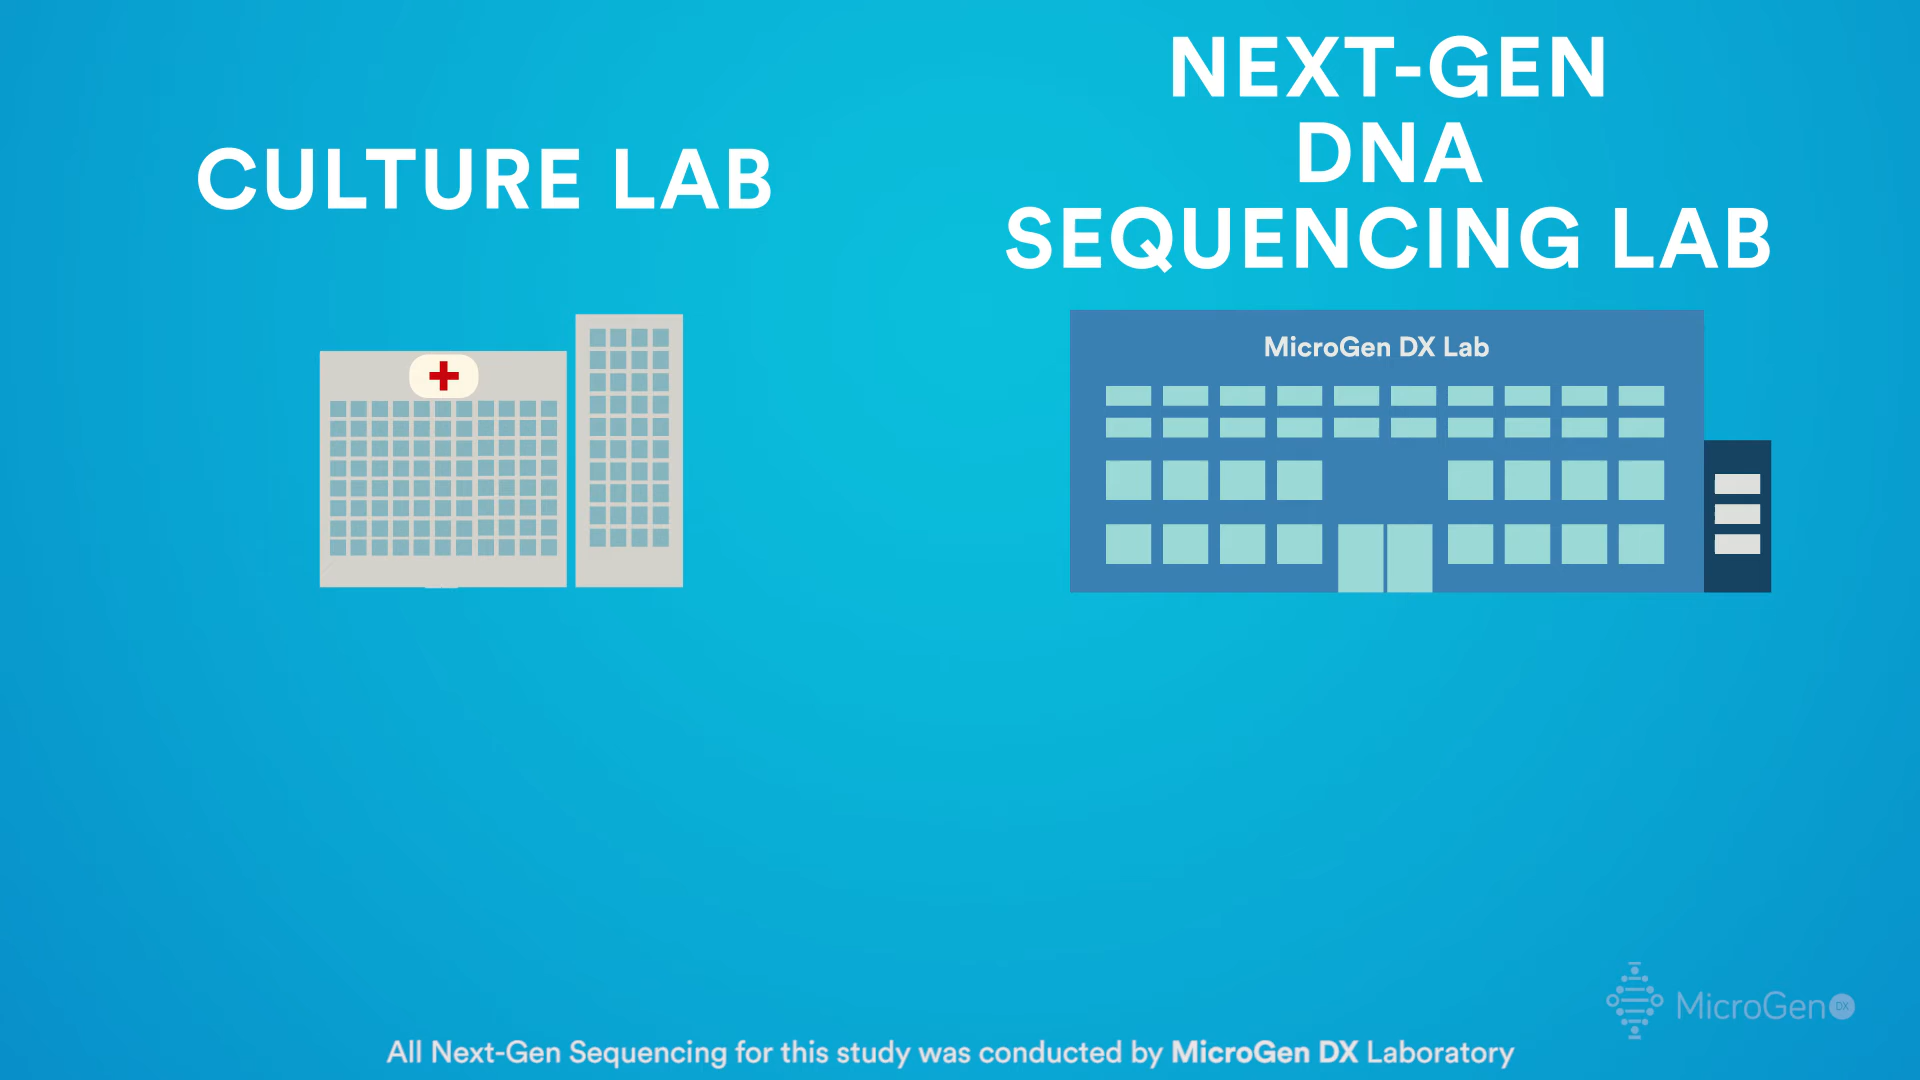 CULTURE LAB
NEXT-GEN
DNA
SEQUENCING LAB
MicroGen DX Lab
MicroGen DX
All Next-Gen Sequencing for this study was conducted by MicroGen DX Laboratory